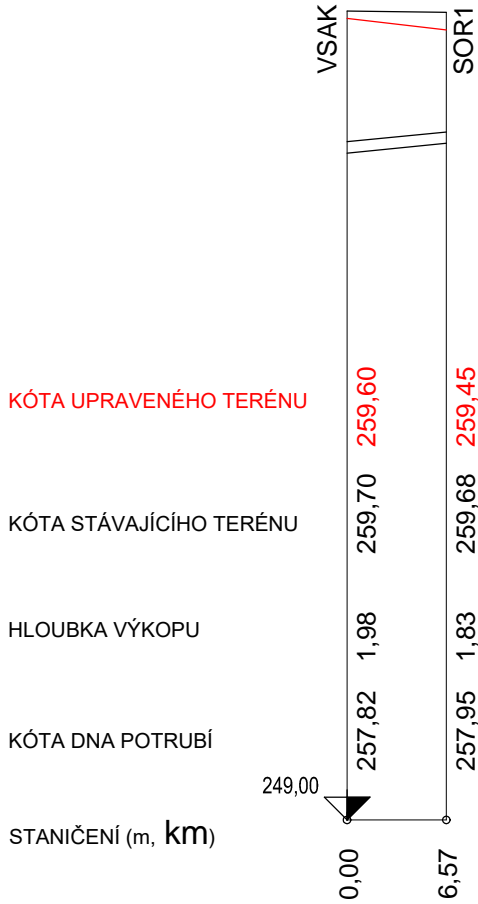 VSAK SOR1
KÓTA UPRAVENÉHO TERÉNU 259,60 259,45
KÓTA STÁVAJÍCÍHO TERÉNU 259,70 259,68
HLOUBKA VÝKOPU 1,98 1,83
KÓTA DNA POTRUBÍ 257,82 257,95
249,00
STANIČENÍ (m, km) 0,00 6,57